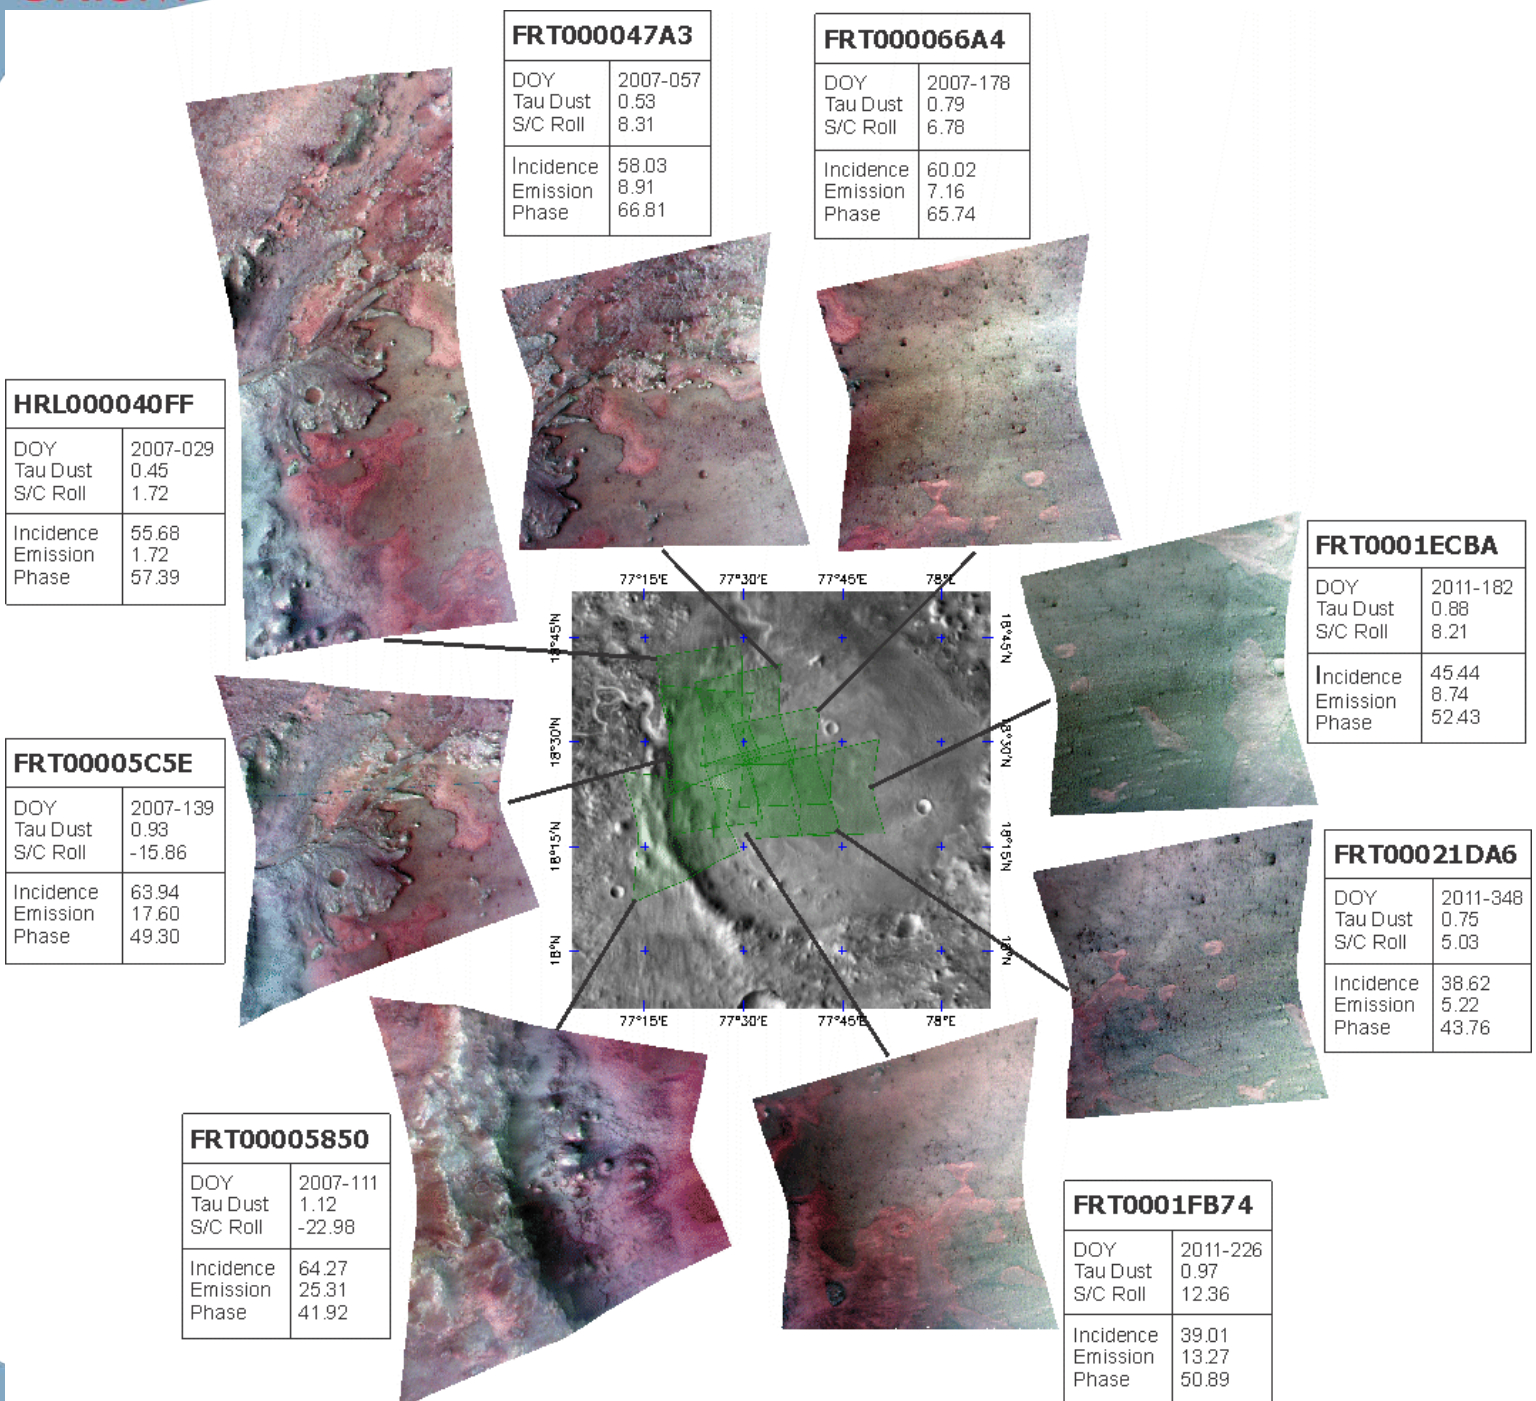 FRT000047A3
DOY 2007-057
Tau Dust 0.53
S/C Roll 8.31
Incidence 58.03
Emission 8.91
Phase 66.81
FRT000066A4
DOY 2007-178
Tau Dust 0.79
S/C Roll 6.78
Incidence 60.02
Emission 7.16
Phase 65.74
HRL000040FF
DOY 2007-029
Tau Dust 0.45
S/C Roll 1.72
Incidence 55.68
Emission 1.72
Phase 57.39
FRT0001ECBA
DOY 2011-182
Tau Dust 0.88
S/C Roll 8.21
Incidence 45.44
Emission 8.74
Phase 52.43
77°15'E 77°30'E 77°45'E 78°E
18°45'N 18°45'N
18°30'N 18°30'N
18°15'N 18°15'N
18°N 18°N
77°15'E 77°30'E 77°45'E 78°E
FRT00005C5E
DOY 2007-139
Tau Dust 0.93
S/C Roll -15.86
Incidence 63.94
Emission 17.60
Phase 49.30
FRT00021DA6
DOY 2011-348
Tau Dust 0.75
S/C Roll 5.03
Incidence 38.62
Emission 5.22
Phase 43.76
FRT00005850
DOY 2007-111
Tau Dust 1.12
S/C Roll -22.98
Incidence 64.27
Emission 25.31
Phase 41.92
FRT0001FB74
DOY 2011-226
Tau Dust 0.97
S/C Roll 12.36
Incidence 39.01
Emission 13.27
Phase 50.89